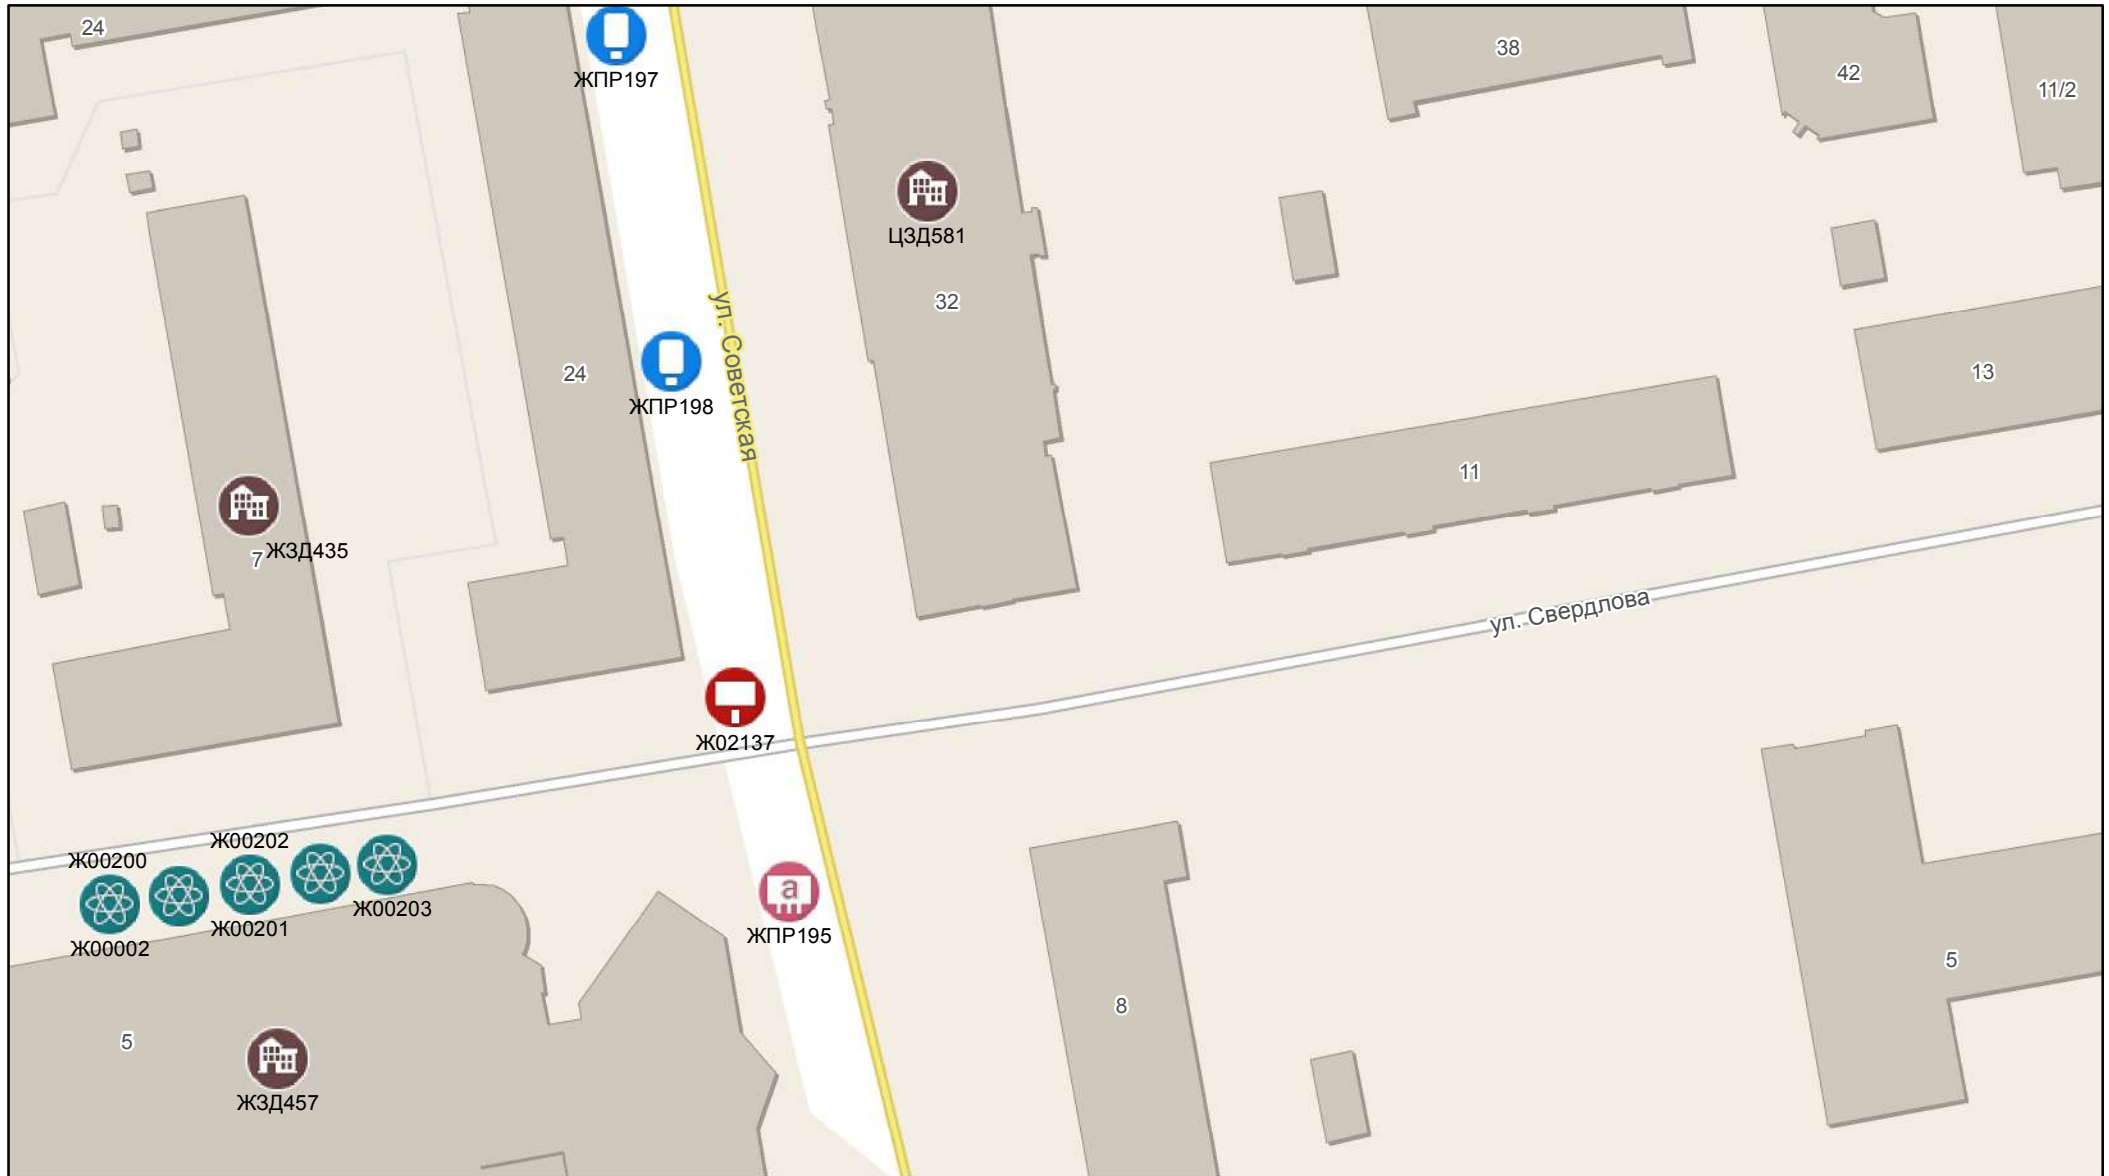 24
ЖПР197
38
42
11/2
ЦЗД581
32
ул. Советская
24
ЖПР198
13
11
7
ЖЗД435
ул. Свердлова
Ж02137
Ж00202
Ж00200
a
Ж00203
Ж00201
ЖПР195
Ж00002
5
8
5
ЖЗД457